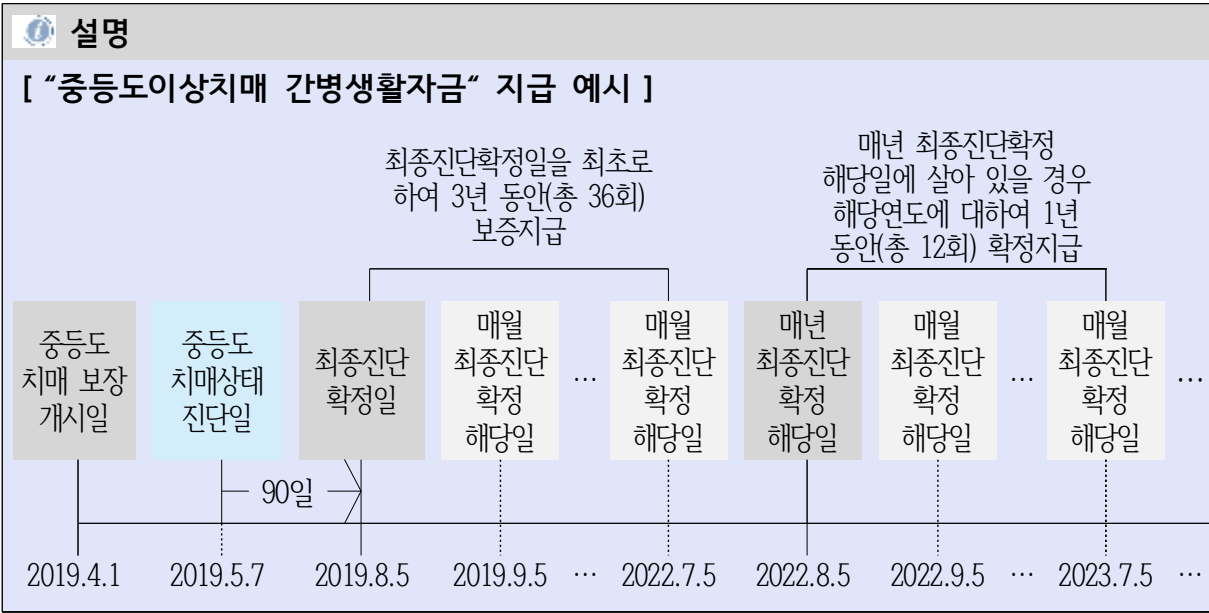 설명
[ “중등도이상치매 간병생활자금“ 지급 예시 ]
최종진단확정일을 최초로
하여 3년 동안(총 36회)
보증지급
매년 최종진단확정
해당일에 살아 있을 경우
해당연도에 대하여 1년
동안(총 12회) 확정지급
중등도
치매 보장
개시일
중등도
치매상태
진단일
최종진단
확정일
매월
최종진단
확정
해당일
…
매월
최종진단
확정
해당일
매년
최종진단
확정
해당일
매월
최종진단
확정
해당일
…
매월
최종진단
확정
해당일
…
90일
2019.4.1 2019.5.7 2019.8.5 2019.9.5 … 2022.7.5 2022.8.5 2022.9.5 … 2023.7.5 …